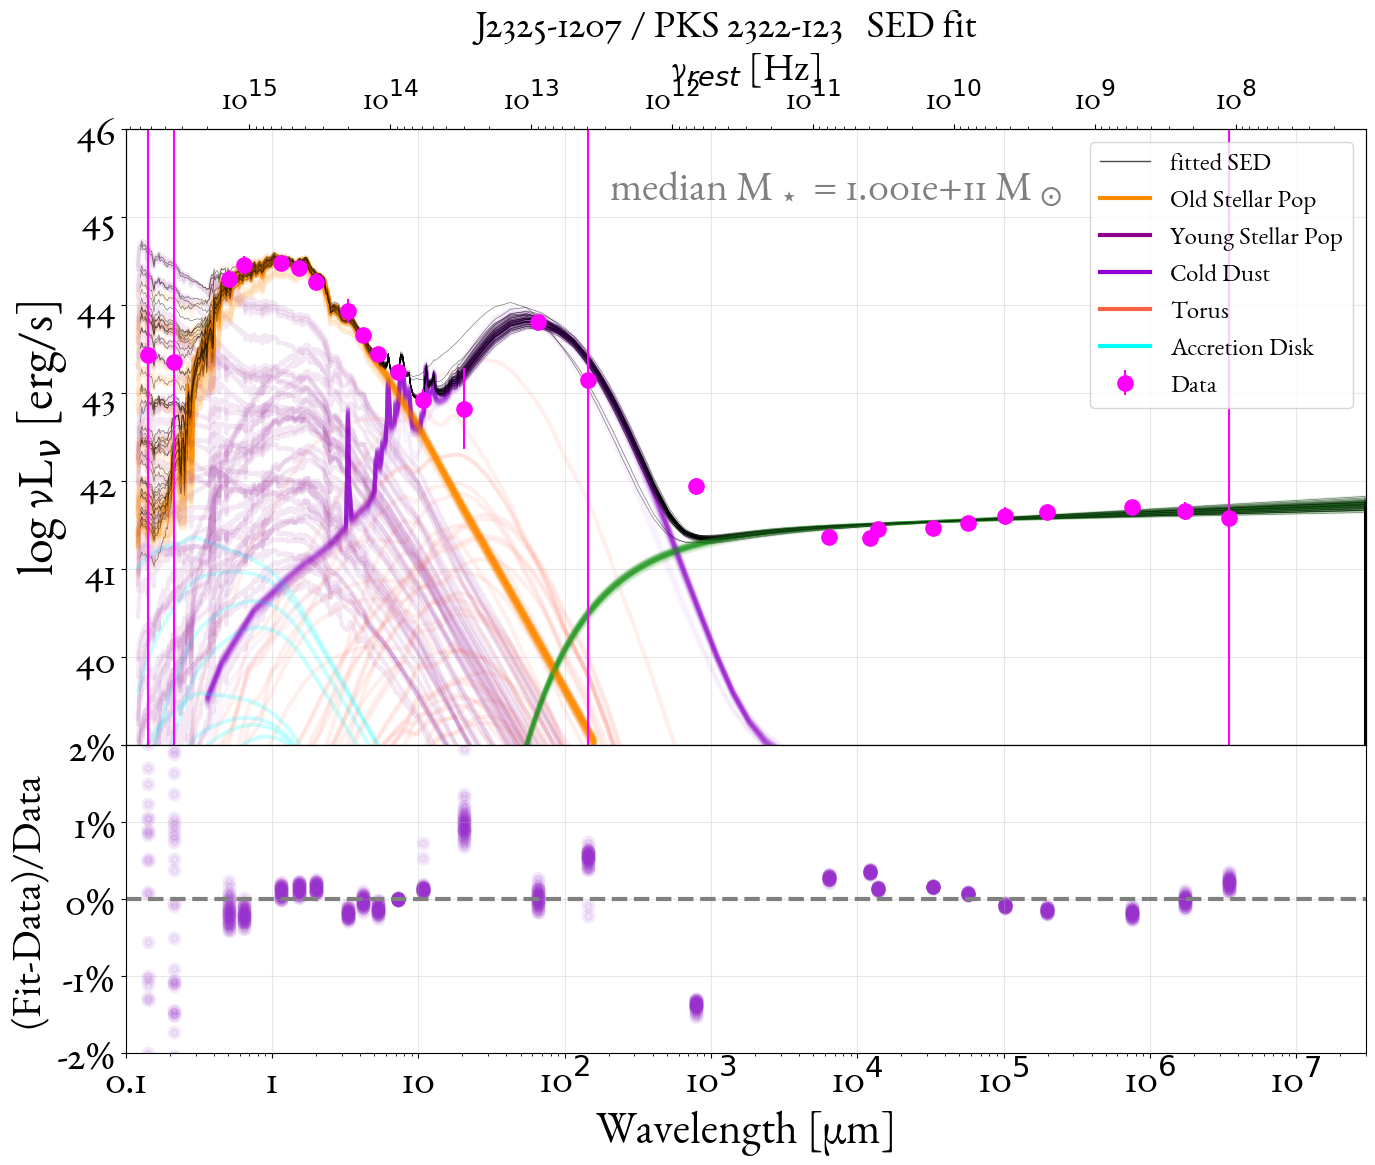 J2325-1207 / PKS 2322-123 SED fit
ν_rest [Hz]
10^15 10^14 10^13 10^12 10^11 10^10 10^9 10^8
46
45
44
43
42
41
40
log νL_ν [erg/s]
median M⋆ = 1.001e+11 M⊙
fitted SED
Old Stellar Pop
Young Stellar Pop
Cold Dust
Torus
Accretion Disk
Data
2%
1%
0%
-1%
-2%
(Fit-Data)/Data
0.1 1 10 10^2 10^3 10^4 10^5 10^6 10^7
Wavelength [μm]